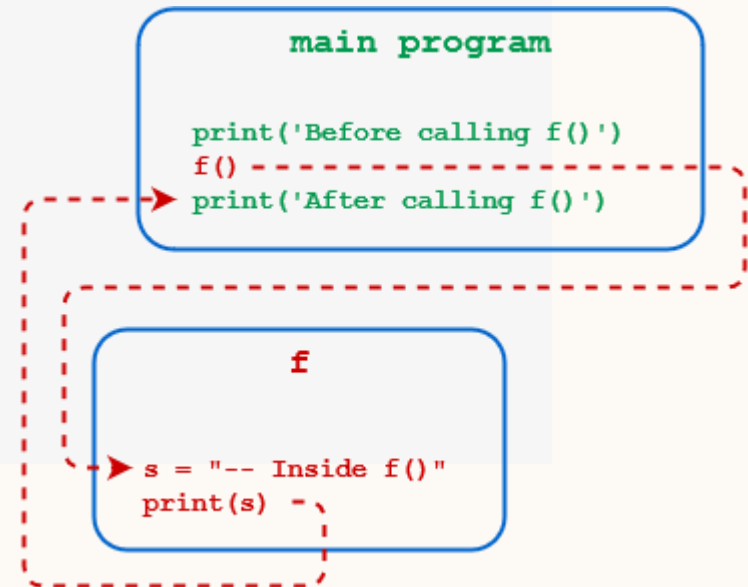 main program
print('Before calling f()')
f()
print('After calling f()')
f
s = "-- Inside f()"
print(s)